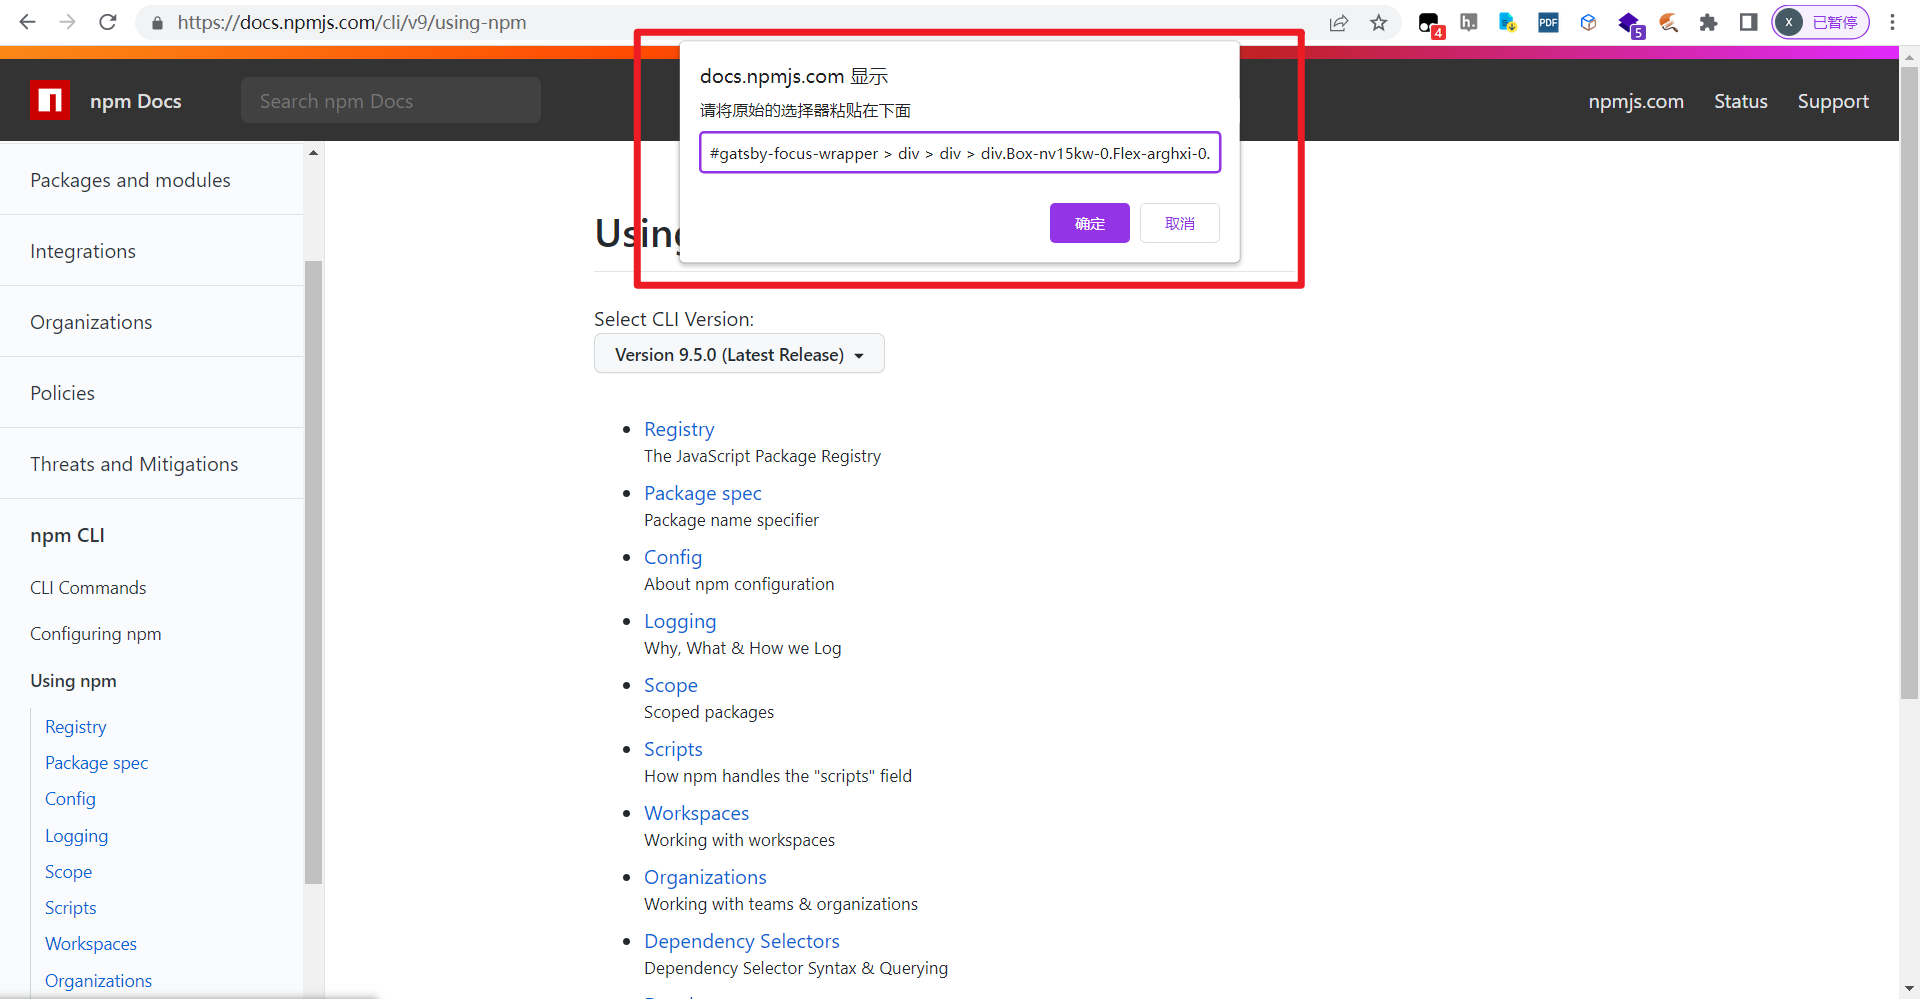 https://docs.npmjs.com/cli/v9/using-npm
4
h.
PDF
5
X
已暂停
npm Docs
Search npm Docs
npmjs.com
Status
Support
docs.npmjs.com 显示
请将原始的选择器粘贴在下面
#gatsby-focus-wrapper > div > div > div.Box-nv15kw-0.Flex-arghxi-0.
确定
取消
Packages and modules
Integrations
Organizations
Policies
Threats and Mitigations
npm CLI
CLI Commands
Configuring npm
Using npm
Registry
Package spec
Config
Logging
Scope
Scripts
Workspaces
Organizations
Using
Select CLI Version:
Version 9.5.0 (Latest Release)
Registry
The JavaScript Package Registry
Package spec
Package name specifier
Config
About npm configuration
Logging
Why, What & How we Log
Scope
Scoped packages
Scripts
How npm handles the "scripts" field
Workspaces
Working with workspaces
Organizations
Working with teams & organizations
Dependency Selectors
Dependency Selector Syntax & Querying